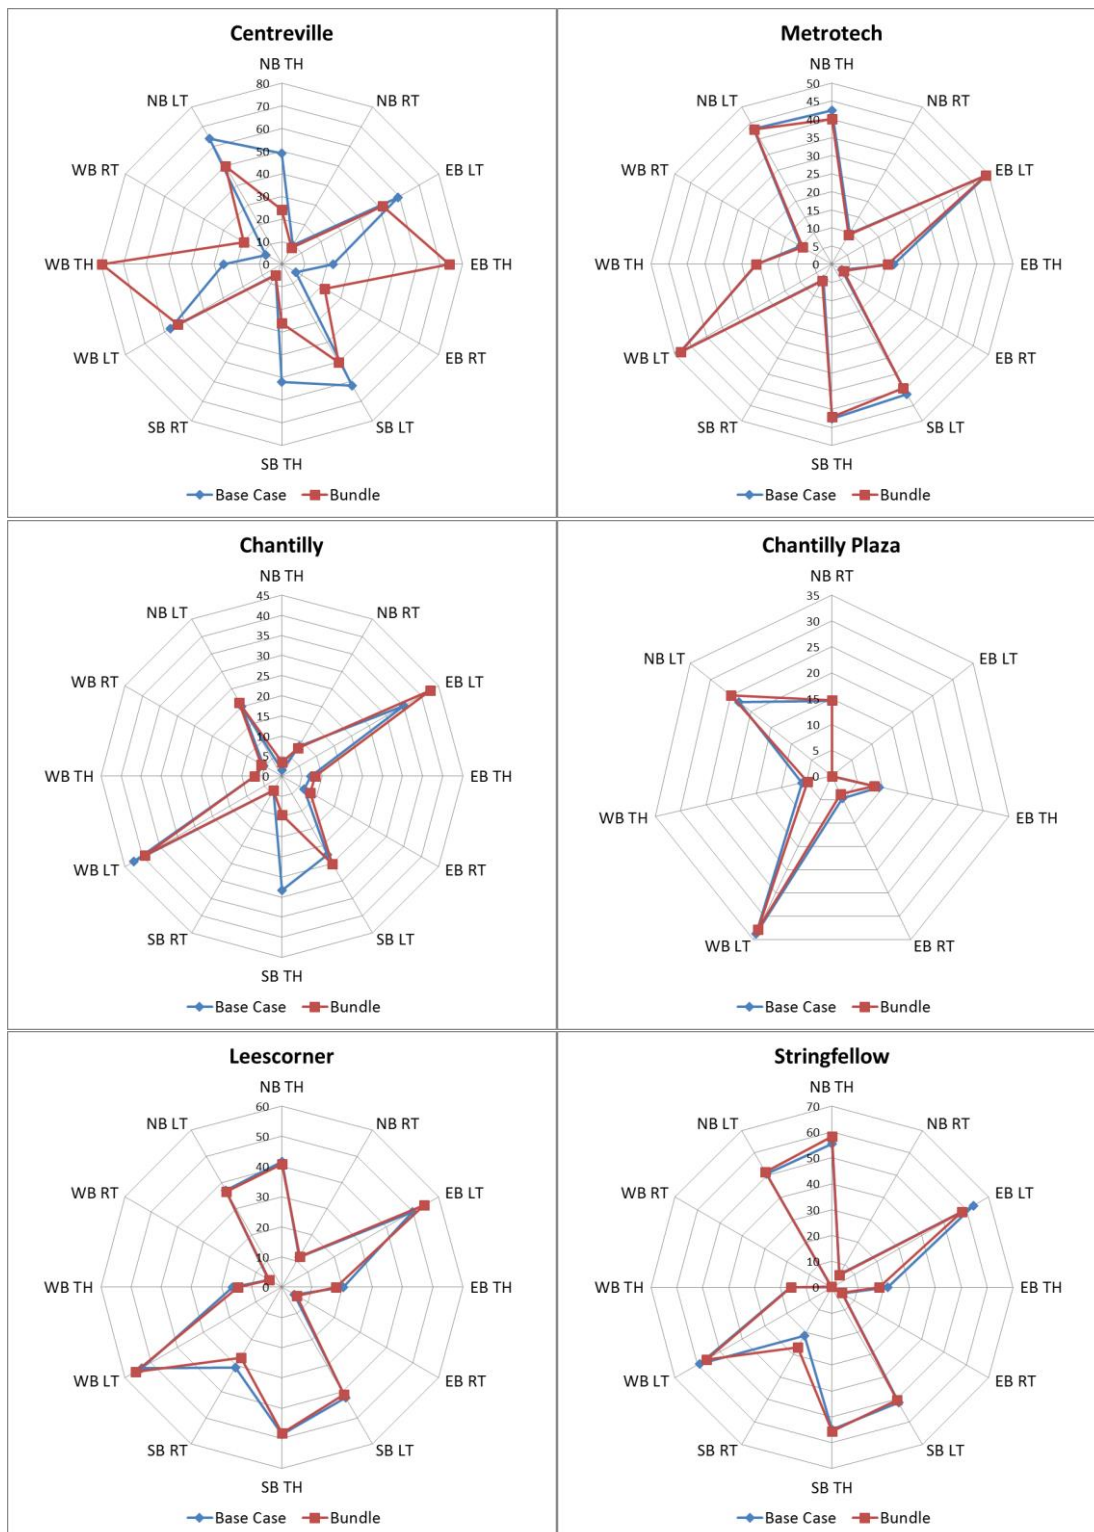 Centreville
NB TH
NB LT
NB RT
WB RT
EB LT
WB TH
EB TH
WB LT
EB RT
SB RT
SB LT
SB TH
80
70
60
50
40
30
20
10
0
Base Case
Bundle
Metrotech
NB TH
NB LT
NB RT
WB RT
EB LT
WB TH
EB TH
WB LT
EB RT
SB RT
SB LT
SB TH
50
45
40
35
30
25
20
15
10
5
0
Base Case
Bundle
Chantilly
NB TH
NB LT
NB RT
WB RT
EB LT
WB TH
EB TH
WB LT
EB RT
SB RT
SB LT
SB TH
45
40
35
30
25
20
15
10
5
0
Base Case
Bundle
Chantilly Plaza
NB RT
NB LT
EB LT
WB TH
EB TH
WB LT
EB RT
35
30
25
20
15
10
5
0
Base Case
Bundle
Leescorner
NB TH
NB LT
NB RT
WB RT
EB LT
WB TH
EB TH
WB LT
EB RT
SB RT
SB LT
SB TH
60
50
40
30
20
10
0
Base Case
Bundle
Stringfellow
NB TH
NB LT
NB RT
WB RT
EB LT
WB TH
EB TH
WB LT
EB RT
SB RT
SB LT
SB TH
70
60
50
40
30
20
10
0
Base Case
Bundle